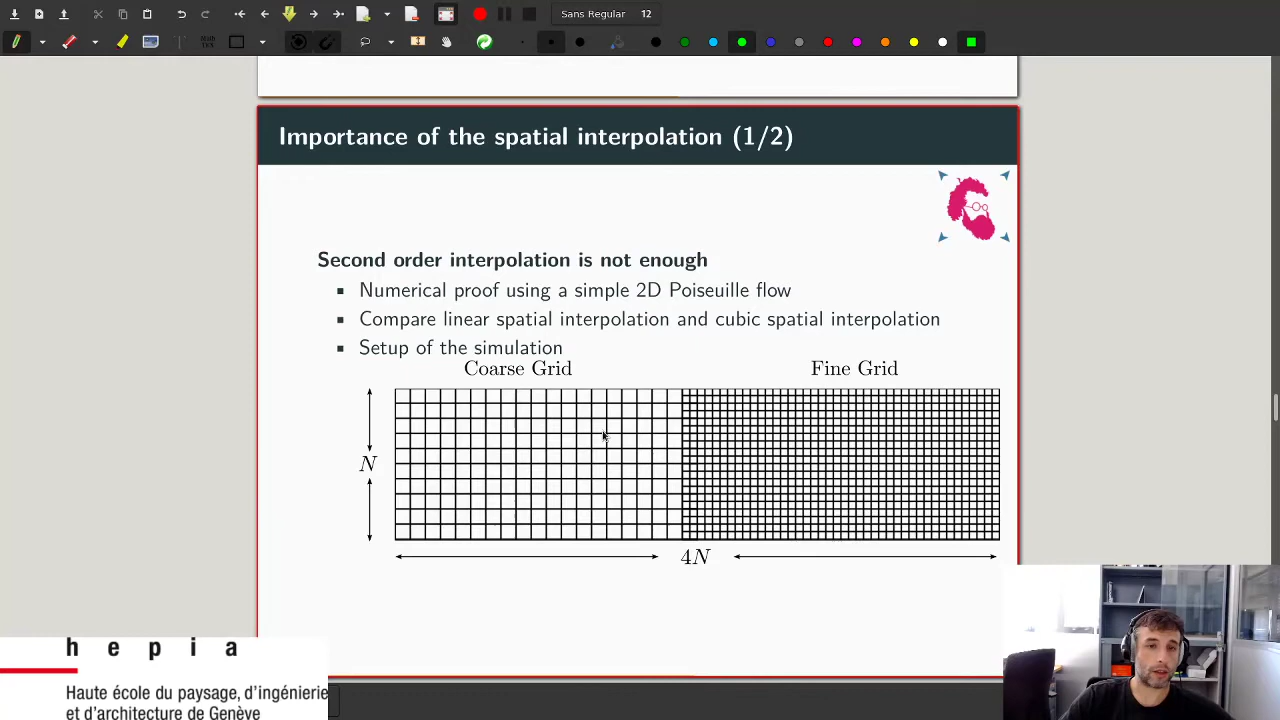 Sans Regular 12
Importance of the spatial interpolation (1/2)
Second order interpolation is not enough
Numerical proof using a simple 2D Poiseuille flow
Compare linear spatial interpolation and cubic spatial interpolation
Setup of the simulation
Coarse Grid Fine Grid
N
4N
h e p i a
Haute école du paysage, d'ingénierie
et d'architecture de Genève